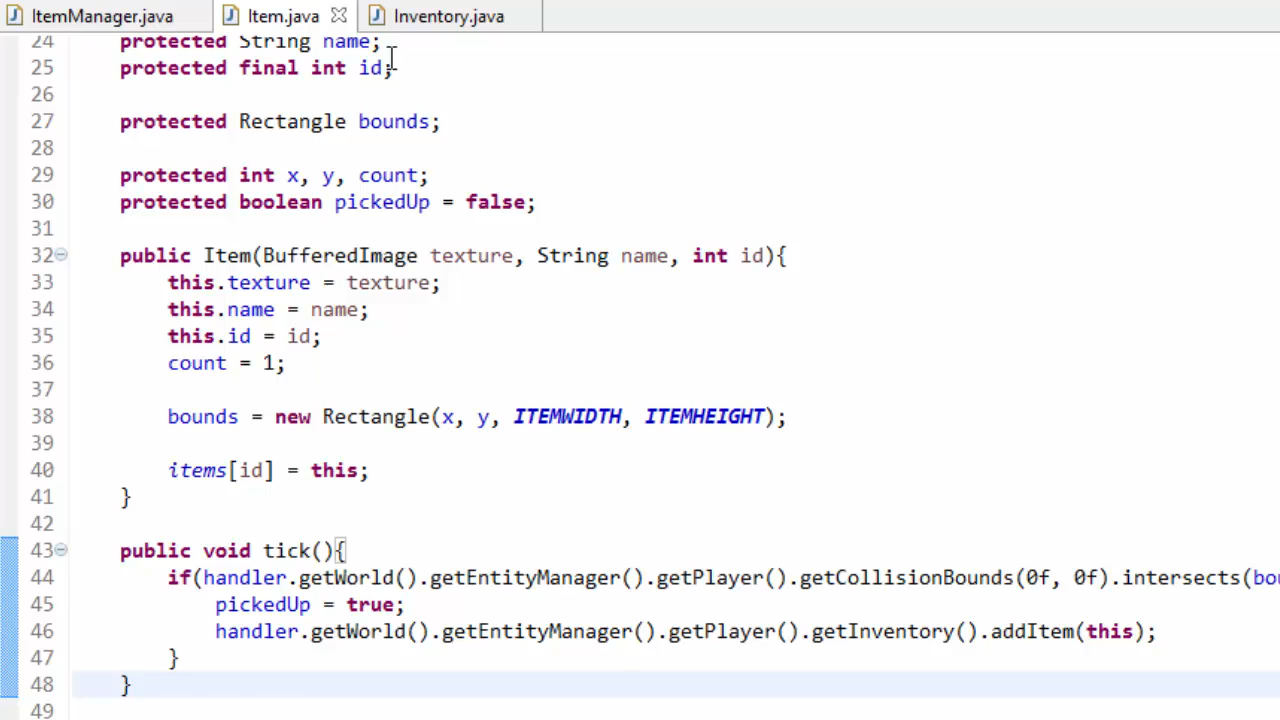 ItemManager.java Item.java Inventory.java
24 protected String name;
25 protected final int id;
26
27 protected Rectangle bounds;
28
29 protected int x, y, count;
30 protected boolean pickedUp = false;
31
32 public Item(BufferedImage texture, String name, int id){
33 this.texture = texture;
34 this.name = name;
35 this.id = id;
36 count = 1;
37
38 bounds = new Rectangle(x, y, ITEMWIDTH, ITEMHEIGHT);
39
40 items[id] = this;
41 }
42
43 public void tick(){
44 if(handler.getWorld().getEntityManager().getPlayer().getCollisionBounds(0f, 0f).intersects(bou
45 pickedUp = true;
46 handler.getWorld().getEntityManager().getPlayer().getInventory().addItem(this);
47 }
48 }
49